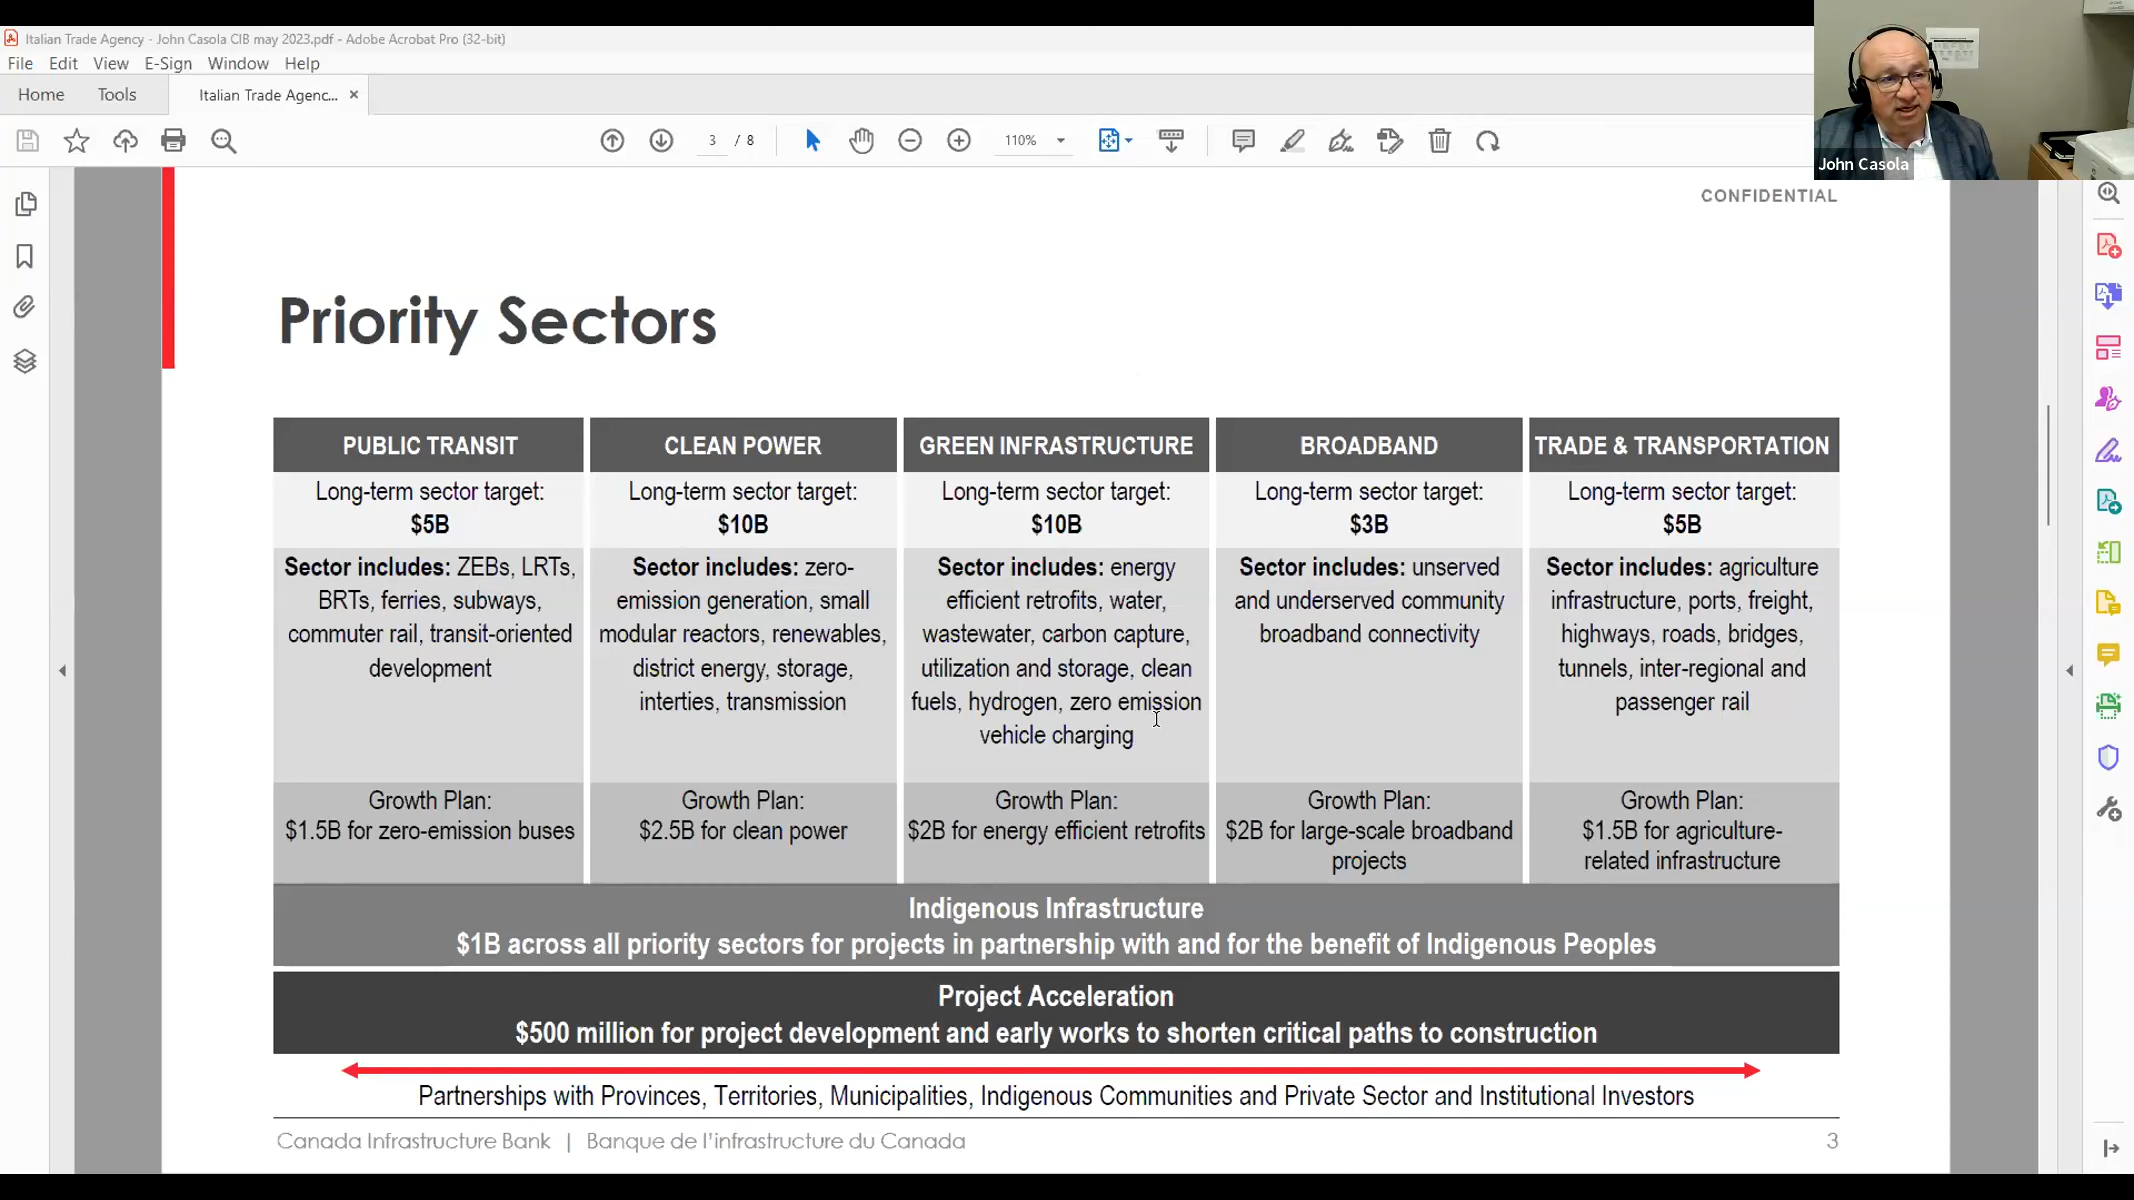 Italian Trade Agency - John Casola CIB may 2023.pdf - Adobe Acrobat Pro (32-bit)
File Edit View E-Sign Window Help
Home Tools Italian Trade Agenc... ×
3 / 8 110%
John Casola
CONFIDENTIAL
Priority Sectors
PUBLIC TRANSIT
Long-term sector target:
$5B
Sector includes: ZEBs, LRTs,
BRTs, ferries, subways,
commuter rail, transit-oriented
development
Growth Plan:
$1.5B for zero-emission buses
CLEAN POWER
Long-term sector target:
$10B
Sector includes: zero-
emission generation, small
modular reactors, renewables,
district energy, storage,
interties, transmission
Growth Plan:
$2.5B for clean power
GREEN INFRASTRUCTURE
Long-term sector target:
$10B
Sector includes: energy
efficient retrofits, water,
wastewater, carbon capture,
utilization and storage, clean
fuels, hydrogen, zero emission
vehicle charging
Growth Plan:
$2B for energy efficient retrofits
BROADBAND
Long-term sector target:
$3B
Sector includes: unserved
and underserved community
broadband connectivity
Growth Plan:
$2B for large-scale broadband
projects
TRADE & TRANSPORTATION
Long-term sector target:
$5B
Sector includes: agriculture
infrastructure, ports, freight,
highways, roads, bridges,
tunnels, inter-regional and
passenger rail
Growth Plan:
$1.5B for agriculture-
related infrastructure
Indigenous Infrastructure
$1B across all priority sectors for projects in partnership with and for the benefit of Indigenous Peoples
Project Acceleration
$500 million for project development and early works to shorten critical paths to construction
Partnerships with Provinces, Territories, Municipalities, Indigenous Communities and Private Sector and Institutional Investors
Canada Infrastructure Bank | Banque de l'infrastructure du Canada
3